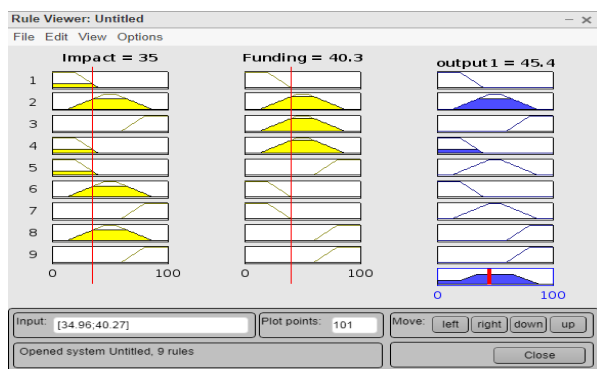 Rule Viewer: Untitled
File Edit View Options
Impact = 35
Funding = 40.3
output1 = 45.4
1
2
3
4
5
6
7
8
9
0 100
0 100
0 100
Input: [34.96;40.27]
Plot points: 101
Move: left right down up
Opened system Untitled, 9 rules
Close